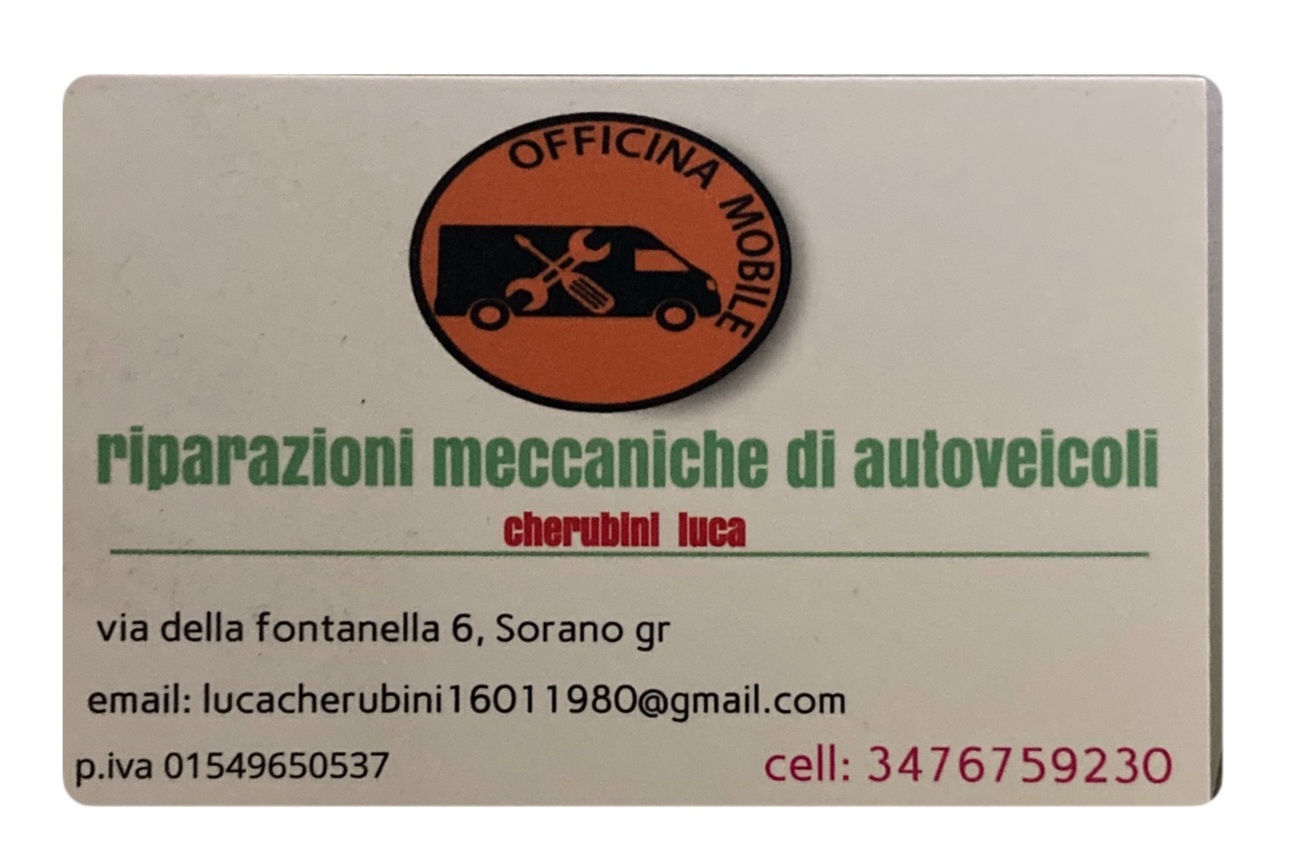 OFFICINA MOBILE
riparazioni meccaniche di autoveicoli
cherubini luca
via della fontanella 6, Sorano gr
email: lucacherubini16011980@gmail.com
p.iva 01549650537
cell: 3476759230